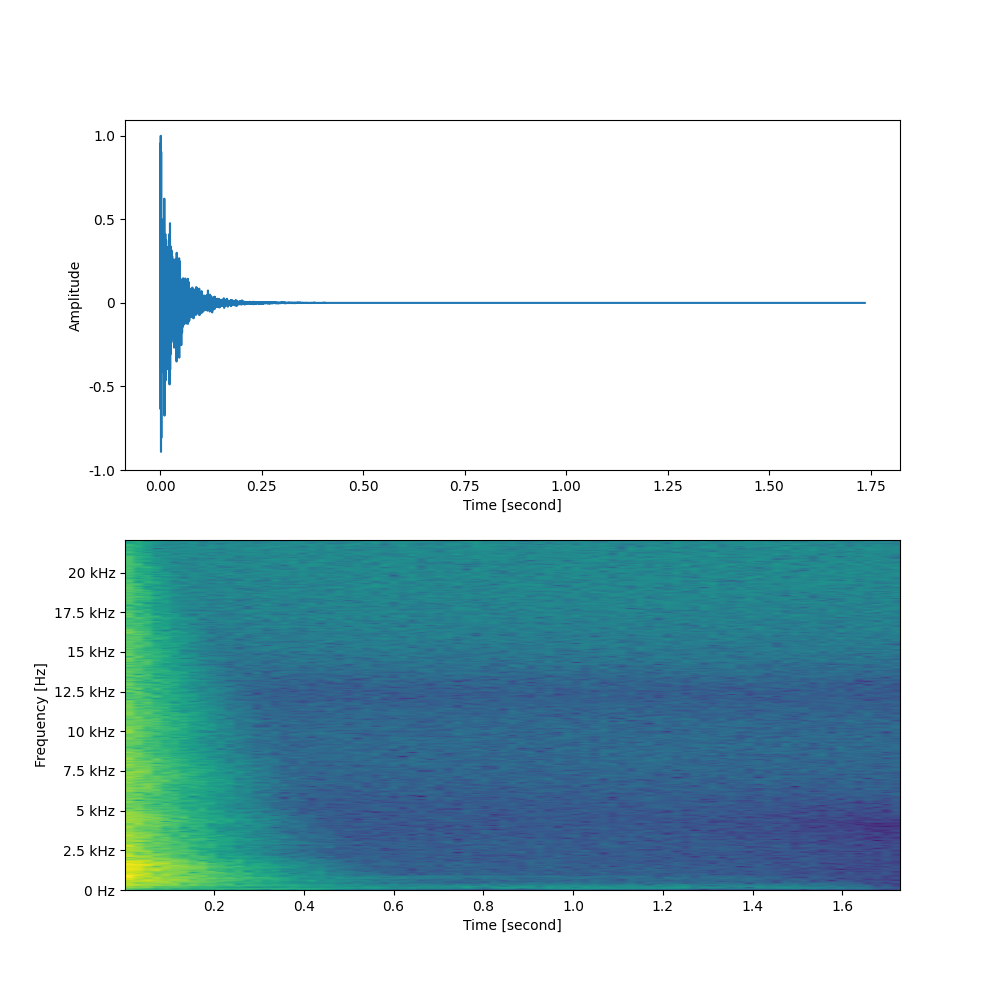 1.0
0.5
0
-0.5
-1.0
Amplitude
0.00 0.25 0.50 0.75 1.00 1.25 1.50 1.75
Time [second]
20 kHz
17.5 kHz
15 kHz
12.5 kHz
10 kHz
7.5 kHz
5 kHz
2.5 kHz
0 Hz
Frequency [Hz]
0.2 0.4 0.6 0.8 1.0 1.2 1.4 1.6
Time [second]